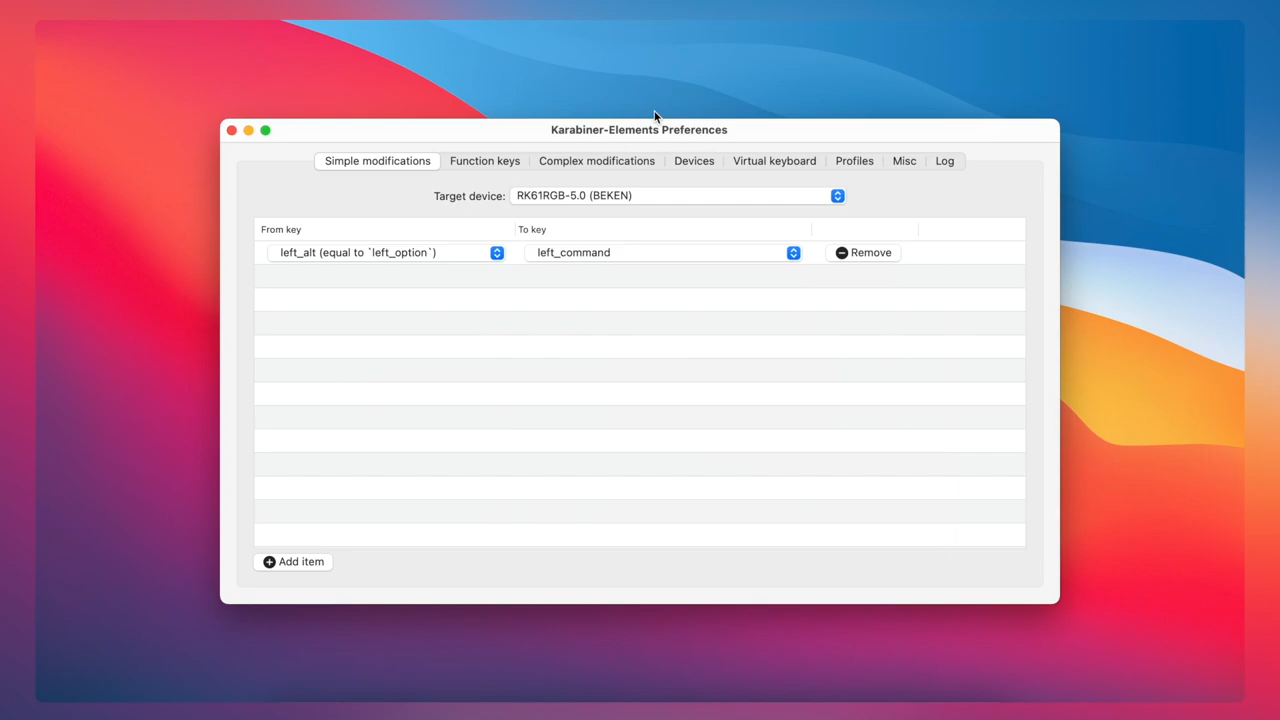 Karabiner-Elements Preferences
Simple modifications Function keys Complex modifications Devices Virtual keyboard Profiles Misc Log
Target device: RK61RGB-5.0 (BEKEN)
From key To key
left_alt (equal to `left_option`) left_command Remove
Add item